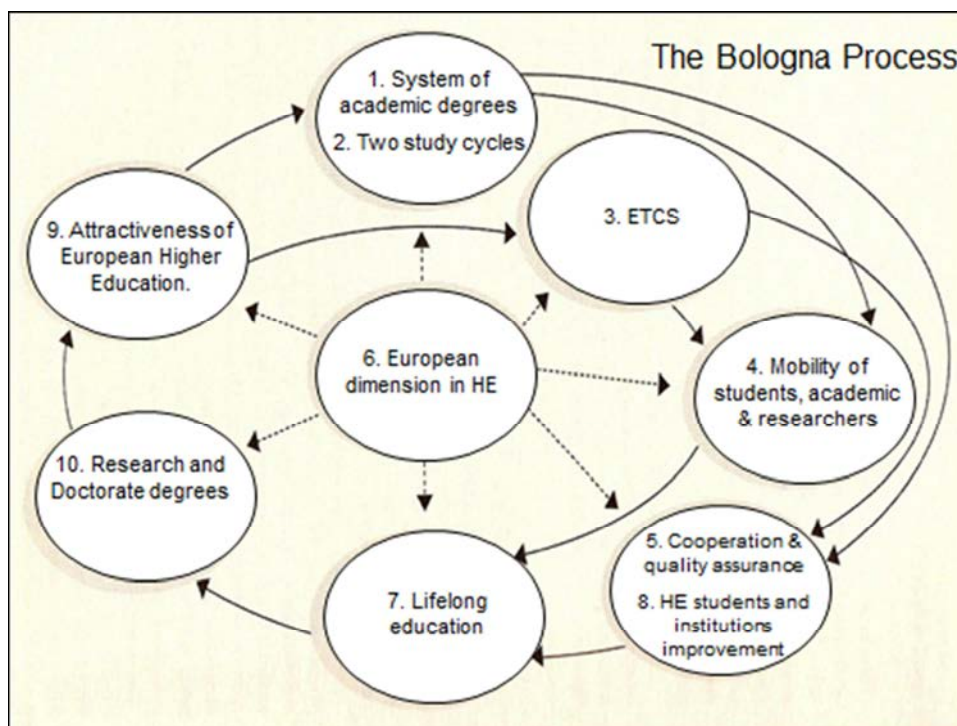 The Bologna Process
1. System of
academic degrees
2. Two study cycles
3. ETCS
9. Attractiveness of
European Higher
Education.
6. European
dimension in HE
4. Mobility of
students, academic
& researchers
10. Research and
Doctorate degrees
5. Cooperation &
quality assurance
8. HE students and
institutions
improvement
7. Lifelong
education